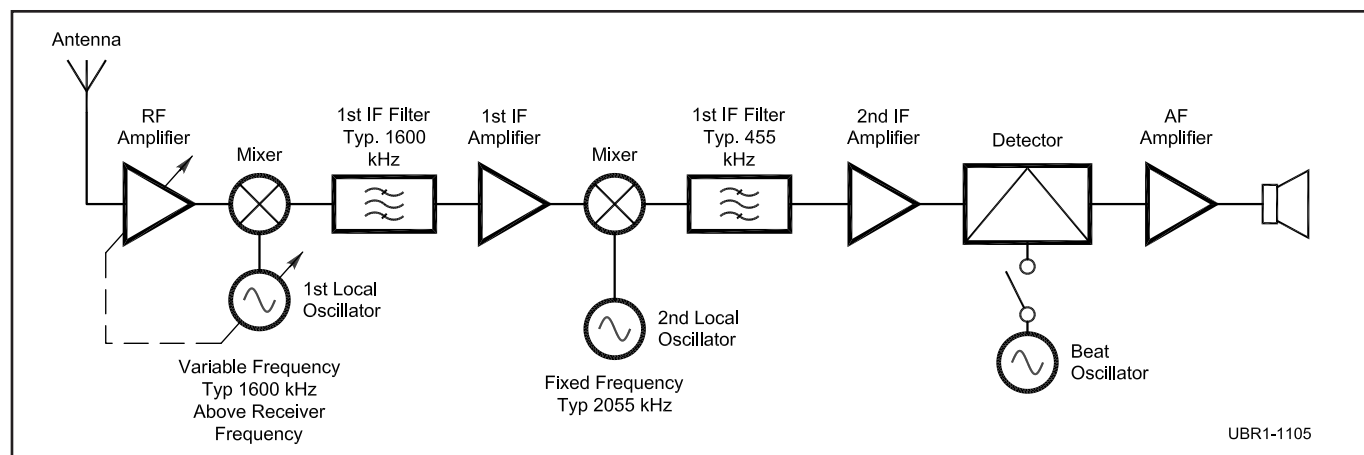 Antenna
RF
Amplifier
Mixer
1st IF Filter
Typ. 1600
kHz
1st IF
Amplifier
Mixer
1st IF Filter
Typ. 455
kHz
2nd IF
Amplifier
Detector
AF
Amplifier
1st Local
Oscillator
Variable Frequency
Typ 1600 kHz
Above Receiver
Frequency
2nd Local
Oscillator
Fixed Frequency
Typ 2055 kHz
Beat
Oscillator
UBR1-1105